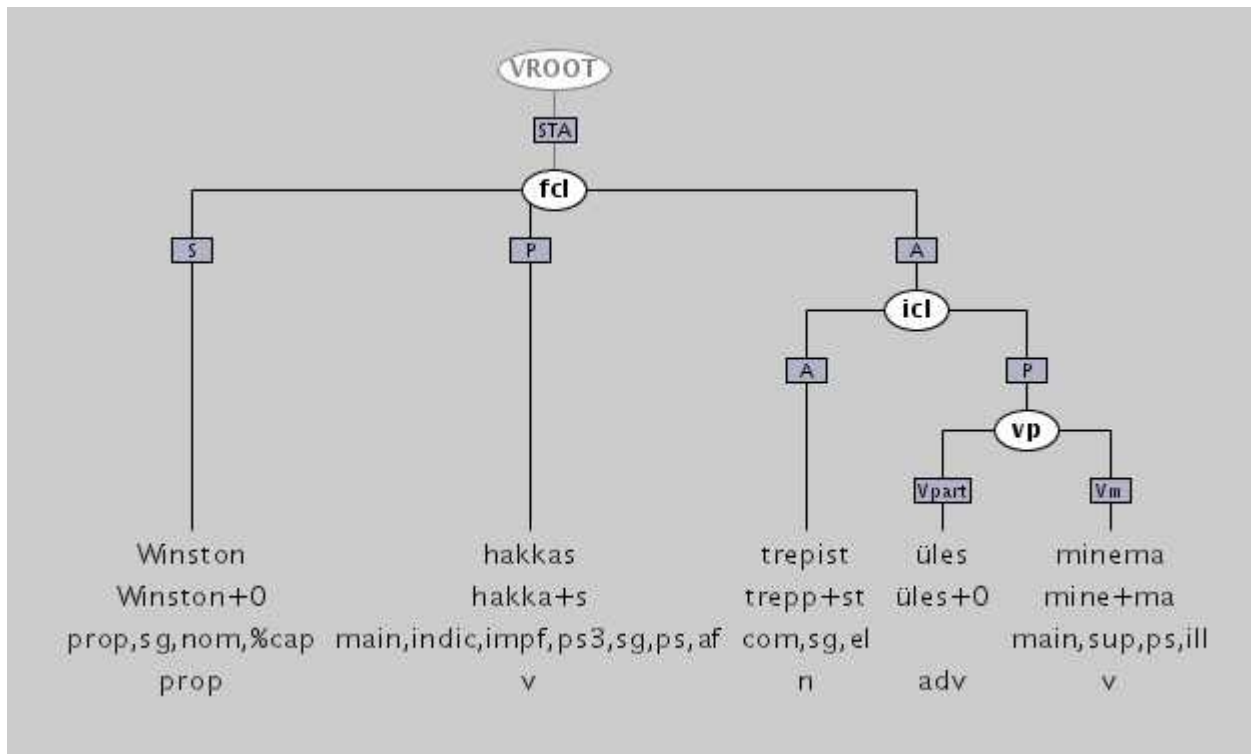 VROOT
STA
fcl
S P A
icl
A P
vp
Vpart Vm
Winston hakkas trepist üles minema
Winston+0 hakka+s trepp+st üles+0 mine+ma
prop,sg,nom,%cap main,indic,impf,ps3,sg,ps,af com,sg,el main,sup,ps,ill
prop v n adv v